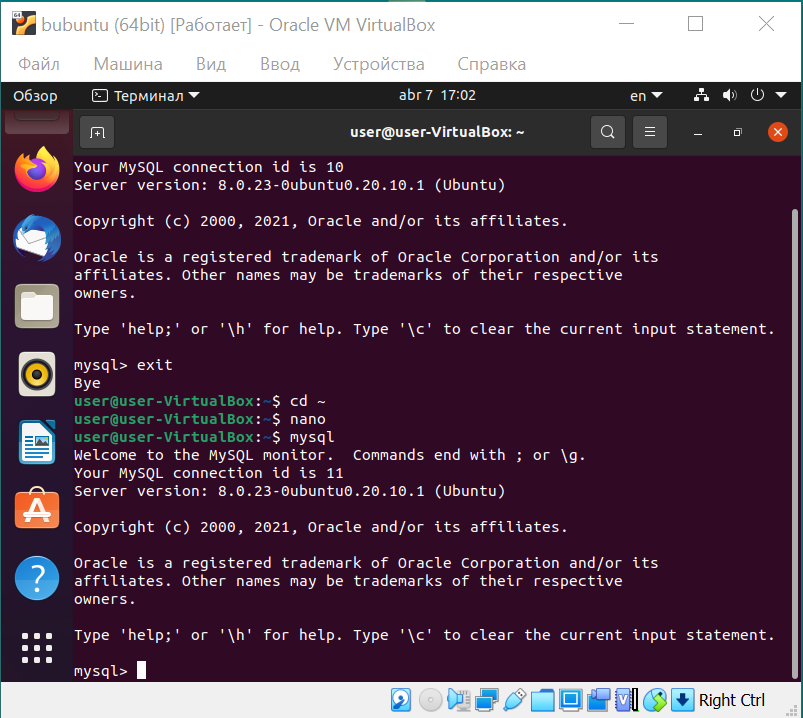 bubuntu (64bit) [Работает] - Oracle VM VirtualBox
Файл Машина Вид Ввод Устройства Справка
Обзор Терминал abr 7 17:02 en
user@user-VirtualBox: ~
Your MySQL connection id is 10
Server version: 8.0.23-0ubuntu0.20.10.1 (Ubuntu)
Copyright (c) 2000, 2021, Oracle and/or its affiliates.
Oracle is a registered trademark of Oracle Corporation and/or its
affiliates. Other names may be trademarks of their respective
owners.
Type 'help;' or '\h' for help. Type '\c' to clear the current input statement.
mysql> exit
Bye
user@user-VirtualBox:~$ cd ~
user@user-VirtualBox:~$ nano
user@user-VirtualBox:~$ mysql
Welcome to the MySQL monitor.  Commands end with ; or \g.
Your MySQL connection id is 11
Server version: 8.0.23-0ubuntu0.20.10.1 (Ubuntu)
Copyright (c) 2000, 2021, Oracle and/or its affiliates.
Oracle is a registered trademark of Oracle Corporation and/or its
affiliates. Other names may be trademarks of their respective
owners.
Type 'help;' or '\h' for help. Type '\c' to clear the current input statement.
mysql>
Right Ctrl